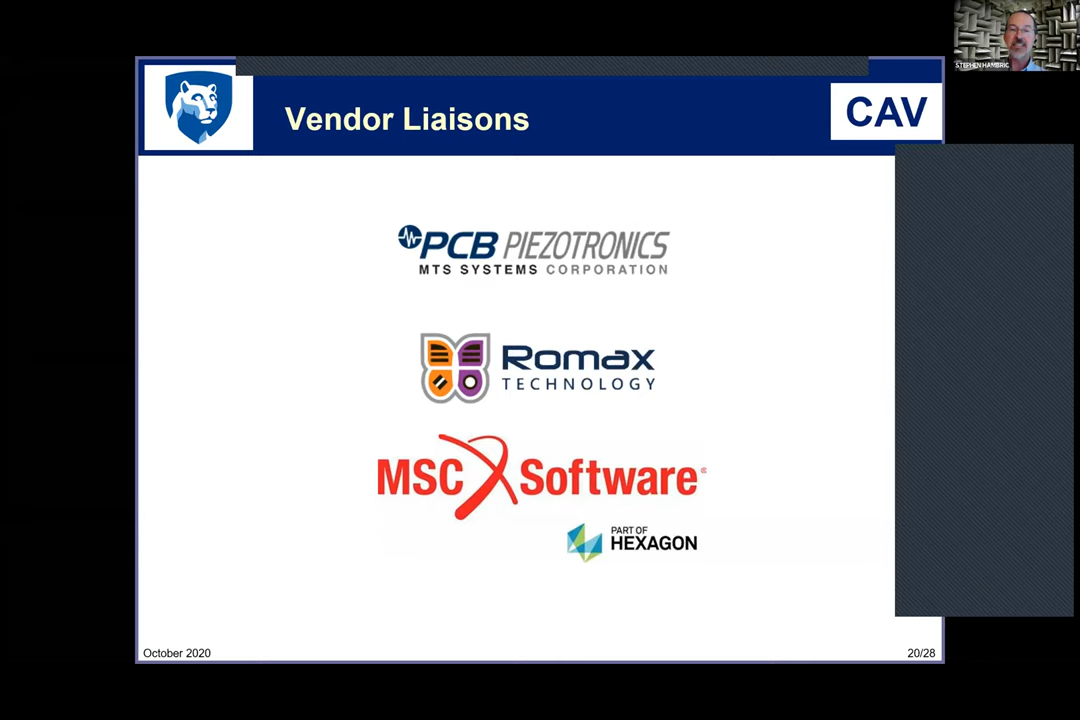 STEPHEN HAMBRIC
Vendor Liaisons
CAV
PCB PIEZOTRONICS
MTS SYSTEMS CORPORATION
Romax
TECHNOLOGY
MSC Software
PART OF
HEXAGON
October 2020
20/28